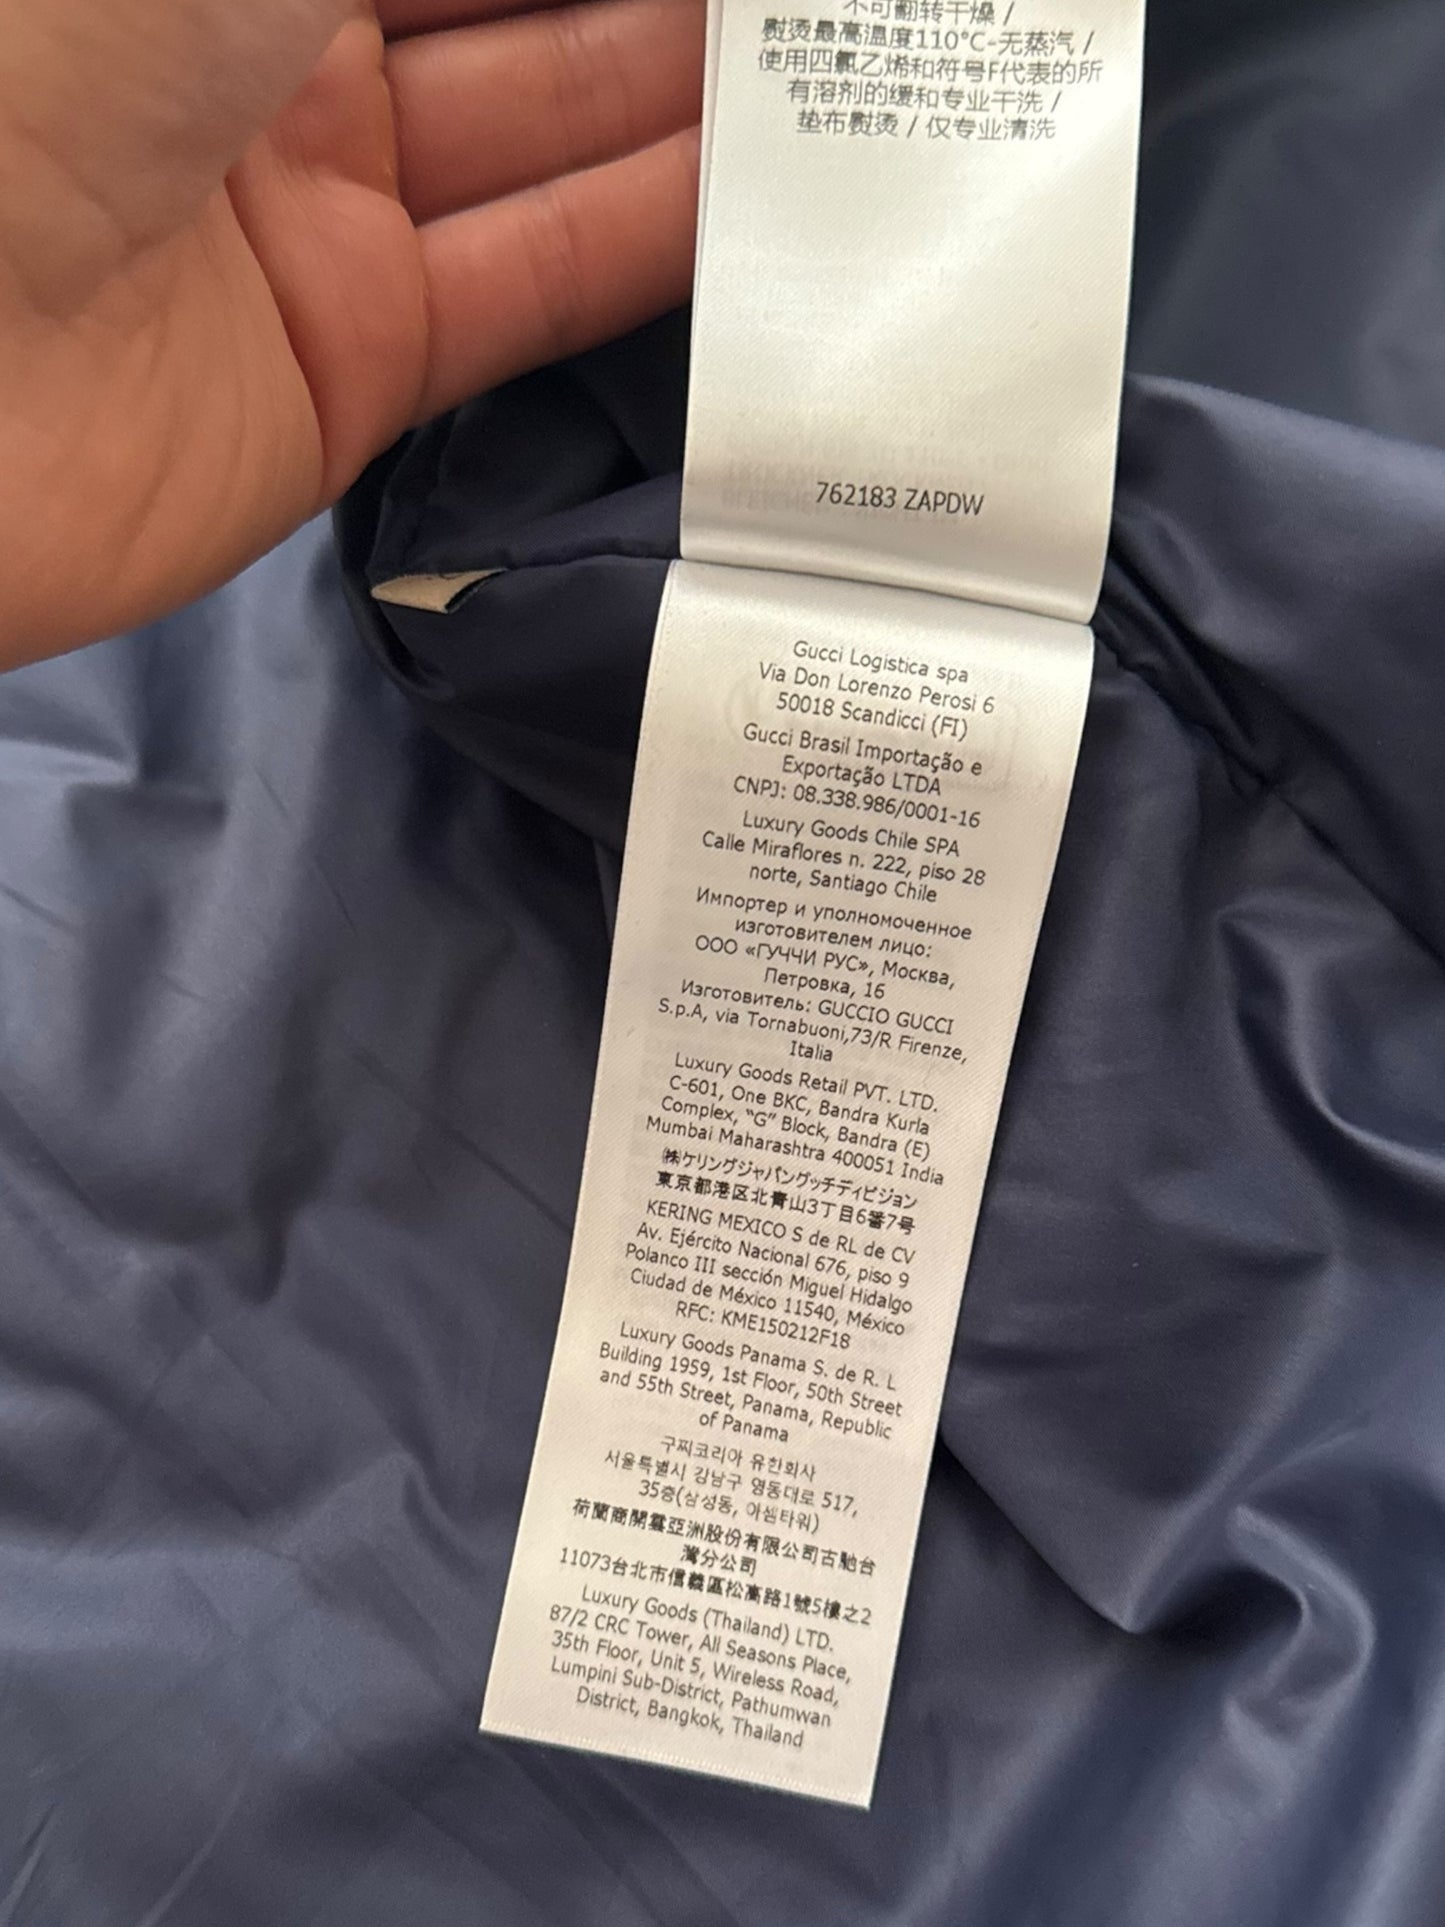 不可翻转干燥 /
熨烫最高温度110°C-无蒸汽 /
使用四氯乙烯和符号F代表的所
有溶剂的缓和专业干洗 /
垫布熨烫 / 仅专业清洗
762183 ZAPDW
Gucci Logistica spa
Via Don Lorenzo Perosi 6
50018 Scandicci (FI)
Gucci Brasil Importação e
Exportação LTDA
CNPJ: 08.338.986/0001-16
Luxury Goods Chile SPA
Calle Miraflores n. 222, piso 28
norte, Santiago Chile
Импортер и уполномоченное
изготовителем лицо:
ООО «ГУЧЧИ РУС», Москва,
Петровка, 16
Изготовитель: GUCCIO GUCCI
S.p.A, via Tornabuoni,73/R Firenze,
Italia
Luxury Goods Retail PVT. LTD.
C-601, One BKC, Bandra Kurla
Complex, “G” Block, Bandra (E)
Mumbai Maharashtra 400051 India
㈱ケリングジャパングッチディビジョン
東京都港区北青山3丁目6番7号
KERING MEXICO S de RL de CV
Av. Ejército Nacional 676, piso 9
Polanco III sección Miguel Hidalgo
Ciudad de México 11540, México
RFC: KME150212F18
Luxury Goods Panama S. de R. L
Building 1959, 1st Floor, 50th Street
and 55th Street, Panama, Republic
of Panama
구찌코리아 유한회사
서울특별시 강남구 영동대로 517,
35층(삼성동, 아셈타워)
荷蘭商開雲亞洲股份有限公司古馳台
灣分公司
11073台北市信義區松高路1號5樓之2
Luxury Goods (Thailand) LTD.
87/2 CRC Tower, All Seasons Place,
35th Floor, Unit 5, Wireless Road,
Lumpini Sub-District, Pathumwan
District, Bangkok, Thailand